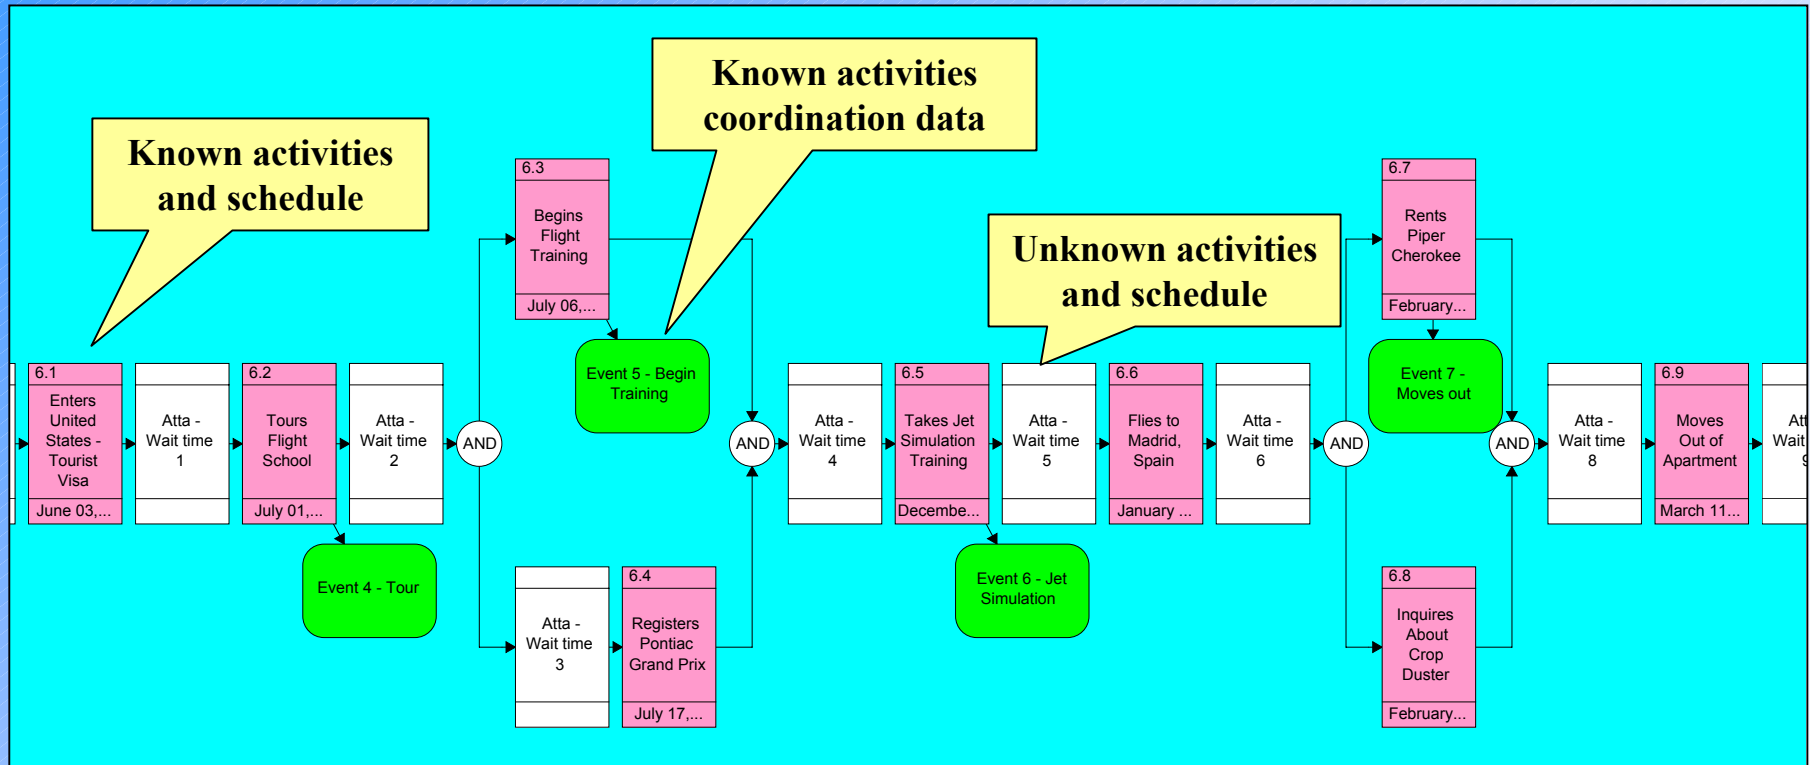 Known activities
coordination data
Known activities
and schedule
Unknown activities
and schedule
6.3
Begins
Flight
Training
July 06,...
Event 5 - Begin
Training
6.7
Rents
Piper
Cherokee
February...
Event 7 -
Moves out
6.1
Enters
United
States -
Tourist
Visa
June 03,...
Atta -
Wait time
1
6.2
Tours
Flight
School
July 01,...
Atta -
Wait time
2
AND
AND
Atta -
Wait time
4
6.5
Takes Jet
Simulation
Training
Decembe...
Atta -
Wait time
5
6.6
Flies to
Madrid,
Spain
January ...
Atta -
Wait time
6
AND
AND
Atta -
Wait time
8
6.9
Moves
Out of
Apartment
March 11...
Att
Wait
9
Event 4 - Tour
Atta -
Wait time
3
6.4
Registers
Pontiac
Grand Prix
July 17,...
Event 6 - Jet
Simulation
6.8
Inquires
About
Crop
Duster
February...